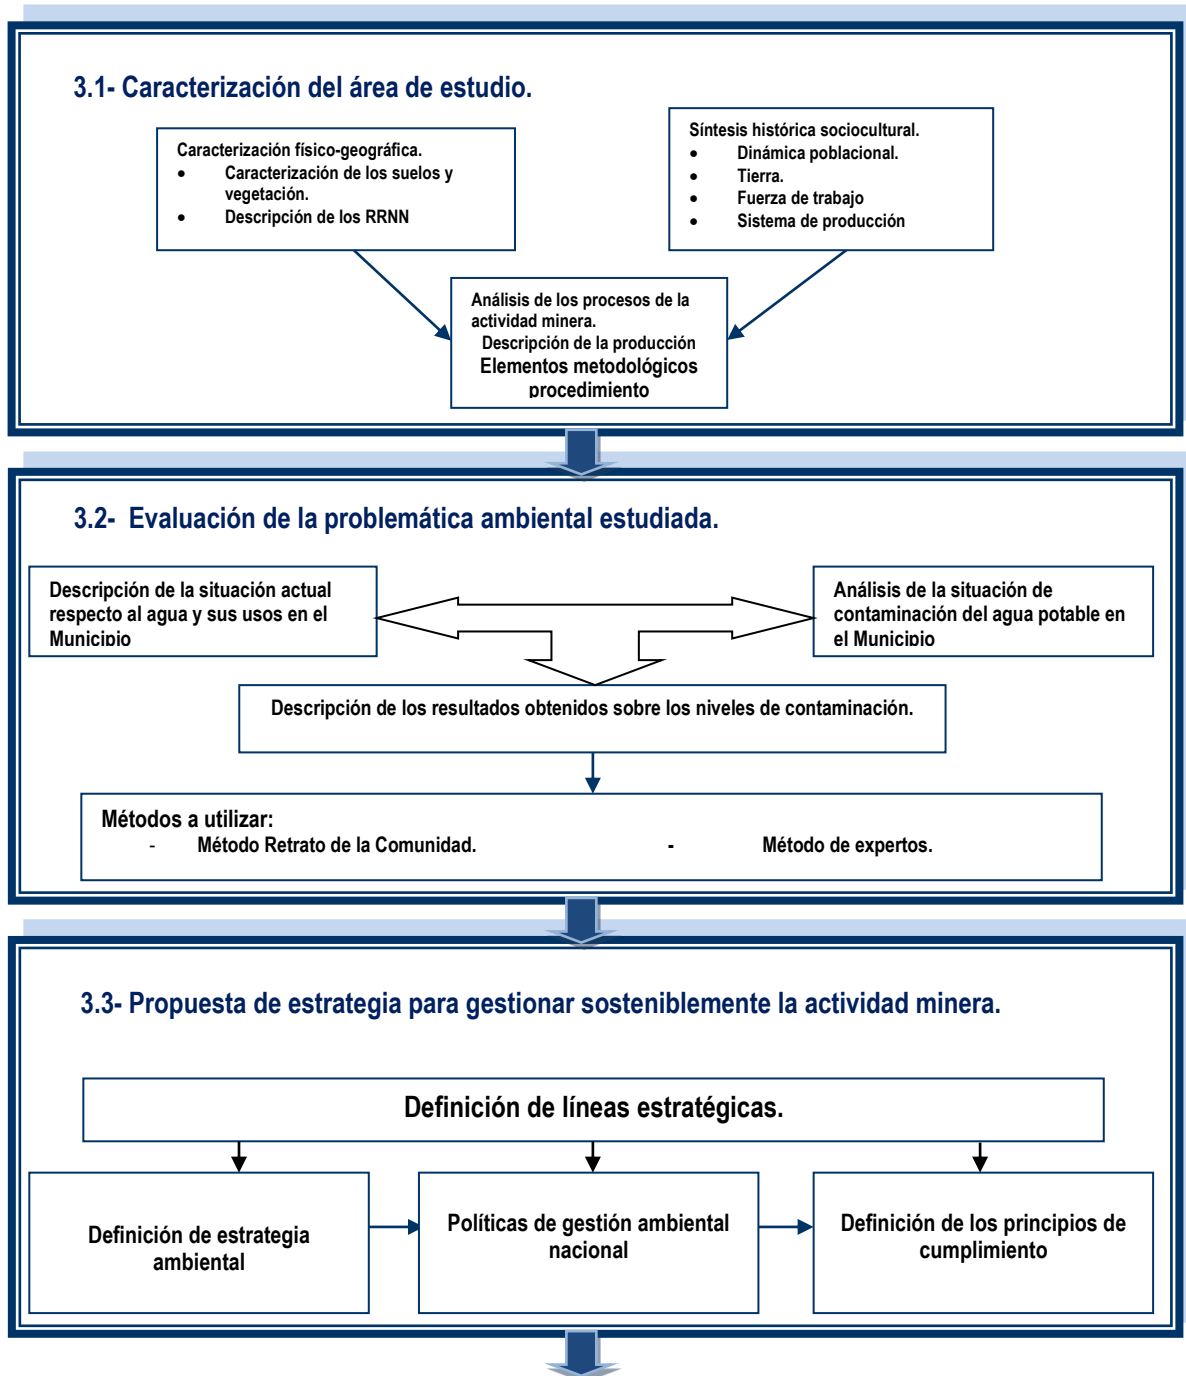 3.1- Caracterización del área de estudio.
Caracterización físico-geográfica.
• Caracterización de los suelos y
vegetación.
• Descripción de los RRNN
Síntesis histórica sociocultural.
• Dinámica poblacional.
• Tierra.
• Fuerza de trabajo
• Sistema de producción
Análisis de los procesos de la
actividad minera.
Descripción de la producción
Elementos metodológicos
procedimiento
3.2- Evaluación de la problemática ambiental estudiada.
Descripción de la situación actual
respecto al agua y sus usos en el
Municipio
Análisis de la situación de
contaminación del agua potable en
el Municipio
Descripción de los resultados obtenidos sobre los niveles de contaminación.
Métodos a utilizar:
- Método Retrato de la Comunidad. - Método de expertos.
3.3- Propuesta de estrategia para gestionar sosteniblemente la actividad minera.
Definición de líneas estratégicas.
Definición de estrategia
ambiental
Políticas de gestión ambiental
nacional
Definición de los principios de
cumplimiento